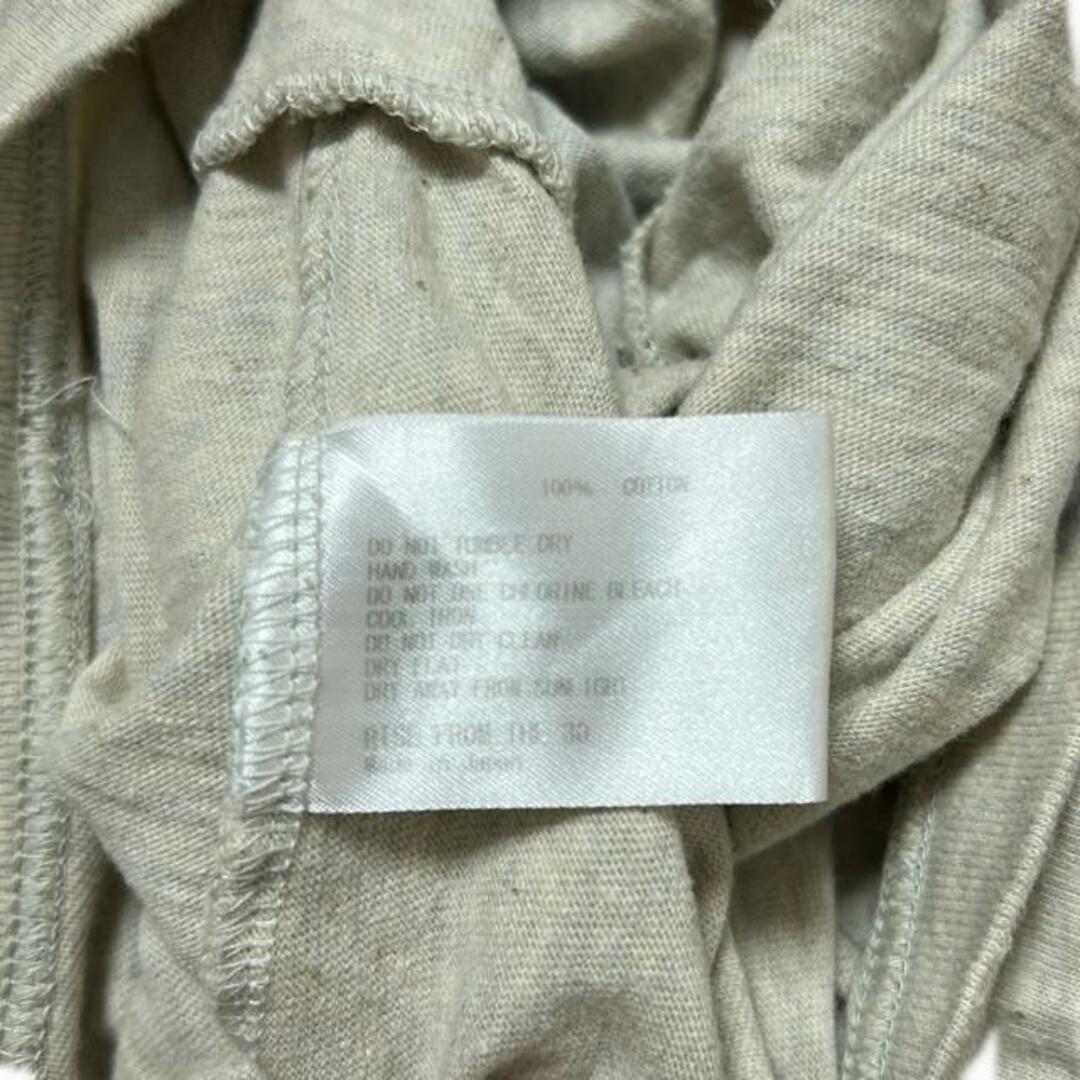 100% COTTON
DO NOT TUMBLE DRY
HAND WASH
DO NOT USE CHLORINE BLEACH
COOL IRON
DO NOT DRY CLEAN
DRY FLAT
DRY AWAY FROM SUNLIGHT
RISE FROM THE 3D
Made in Japan